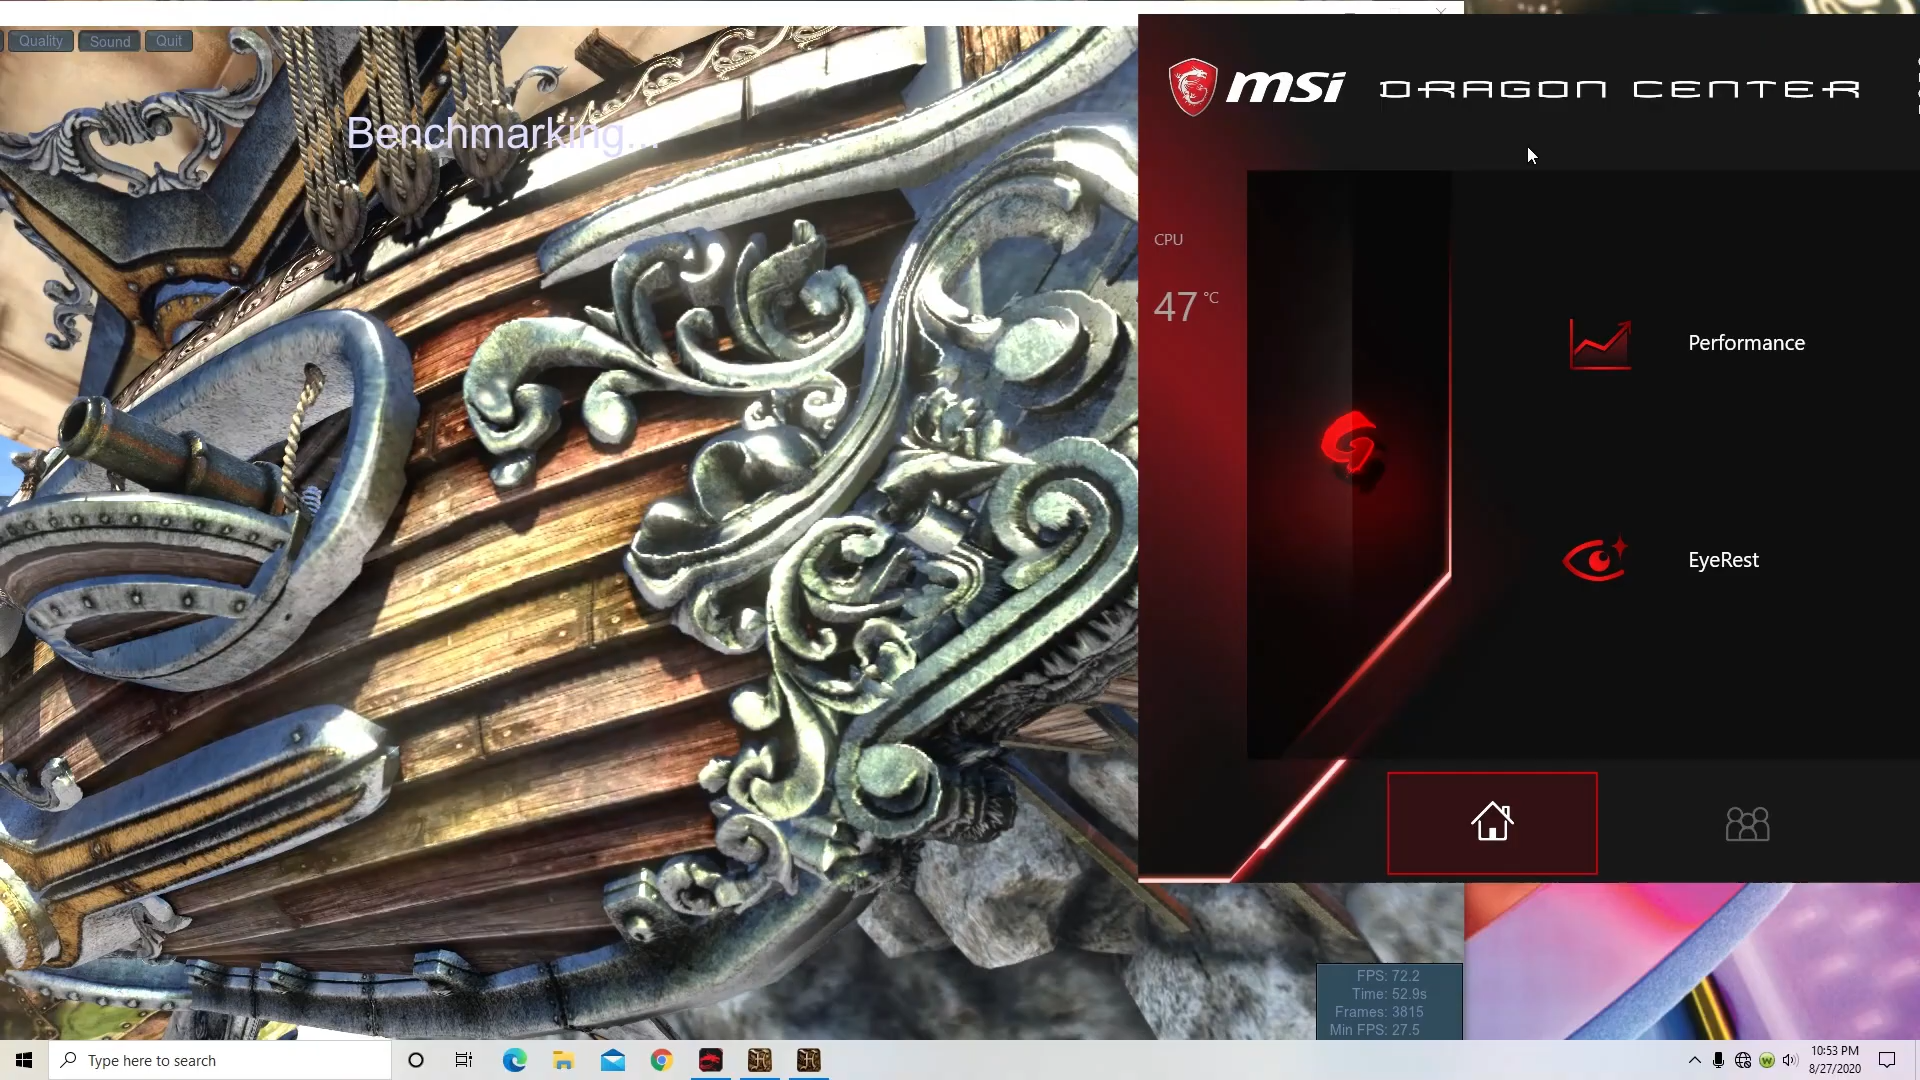 Quality
Sound
Quit
Benchmarking...
msi DRAGON CENTER
CPU
47 °C
Performance
EyeRest
FPS: 72.2
Time: 52.9s
Frames: 3815
Min FPS: 27.5
Type here to search
10:53 PM
8/27/2020